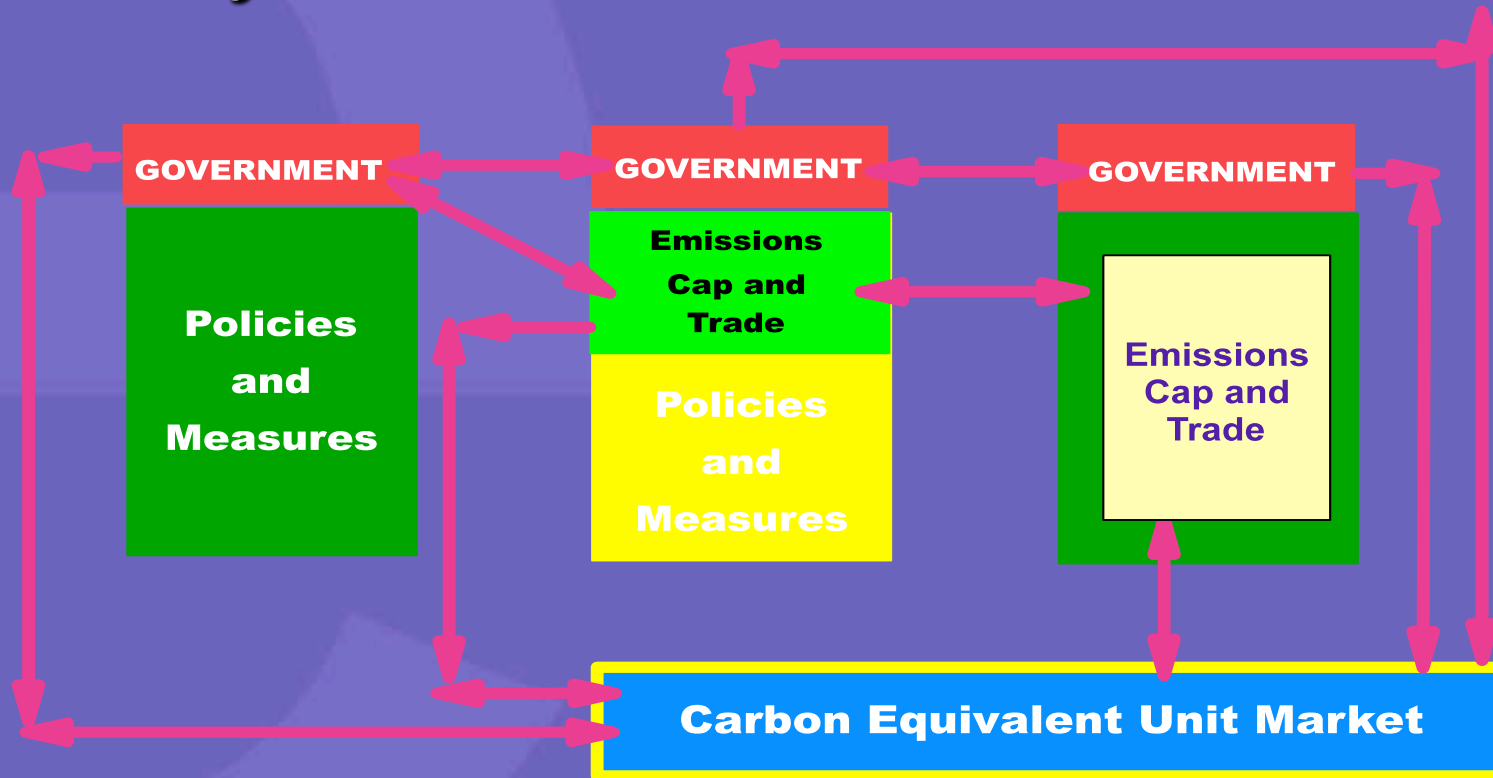 GOVERNMENT
Policies
and
Measures
GOVERNMENT
Emissions
Cap and
Trade
Policies
and
Measures
GOVERNMENT
Emissions
Cap and
Trade
Carbon Equivalent Unit Market